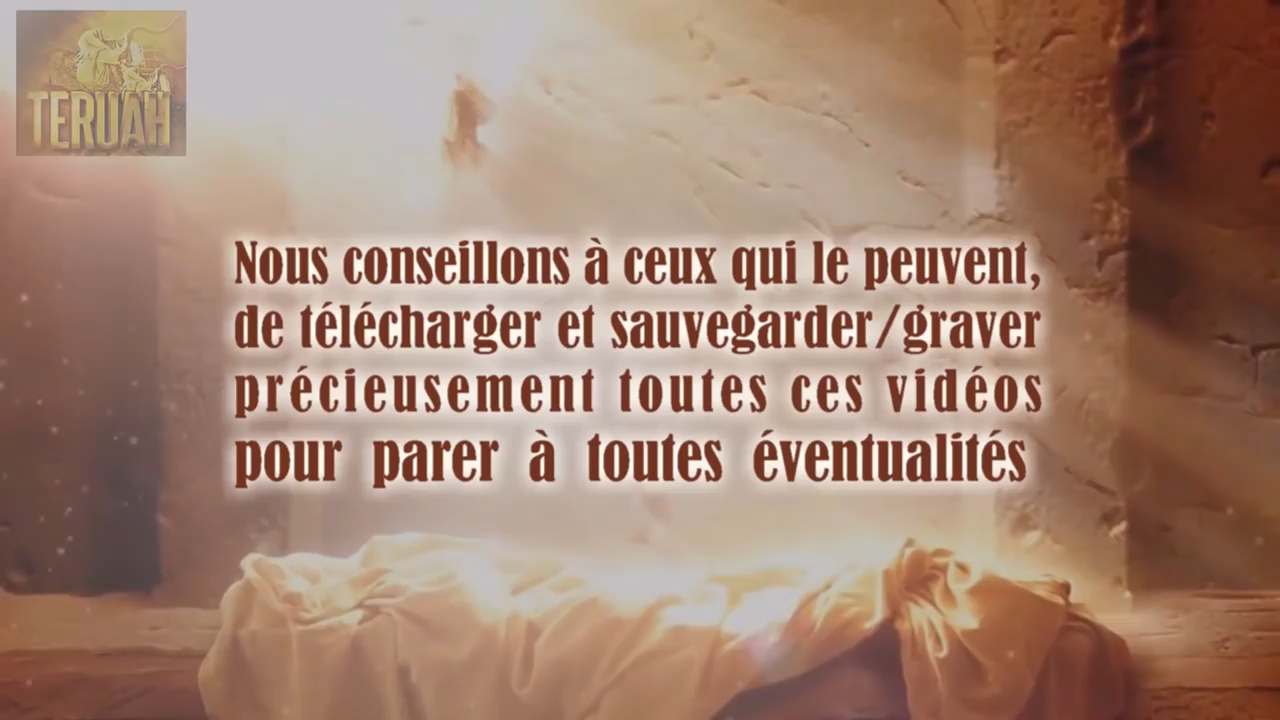 TERUAH
Nous conseillons à ceux qui le peuvent,
de télécharger et sauvegarder/graver
précieusement toutes ces vidéos
pour parer à toutes éventualités